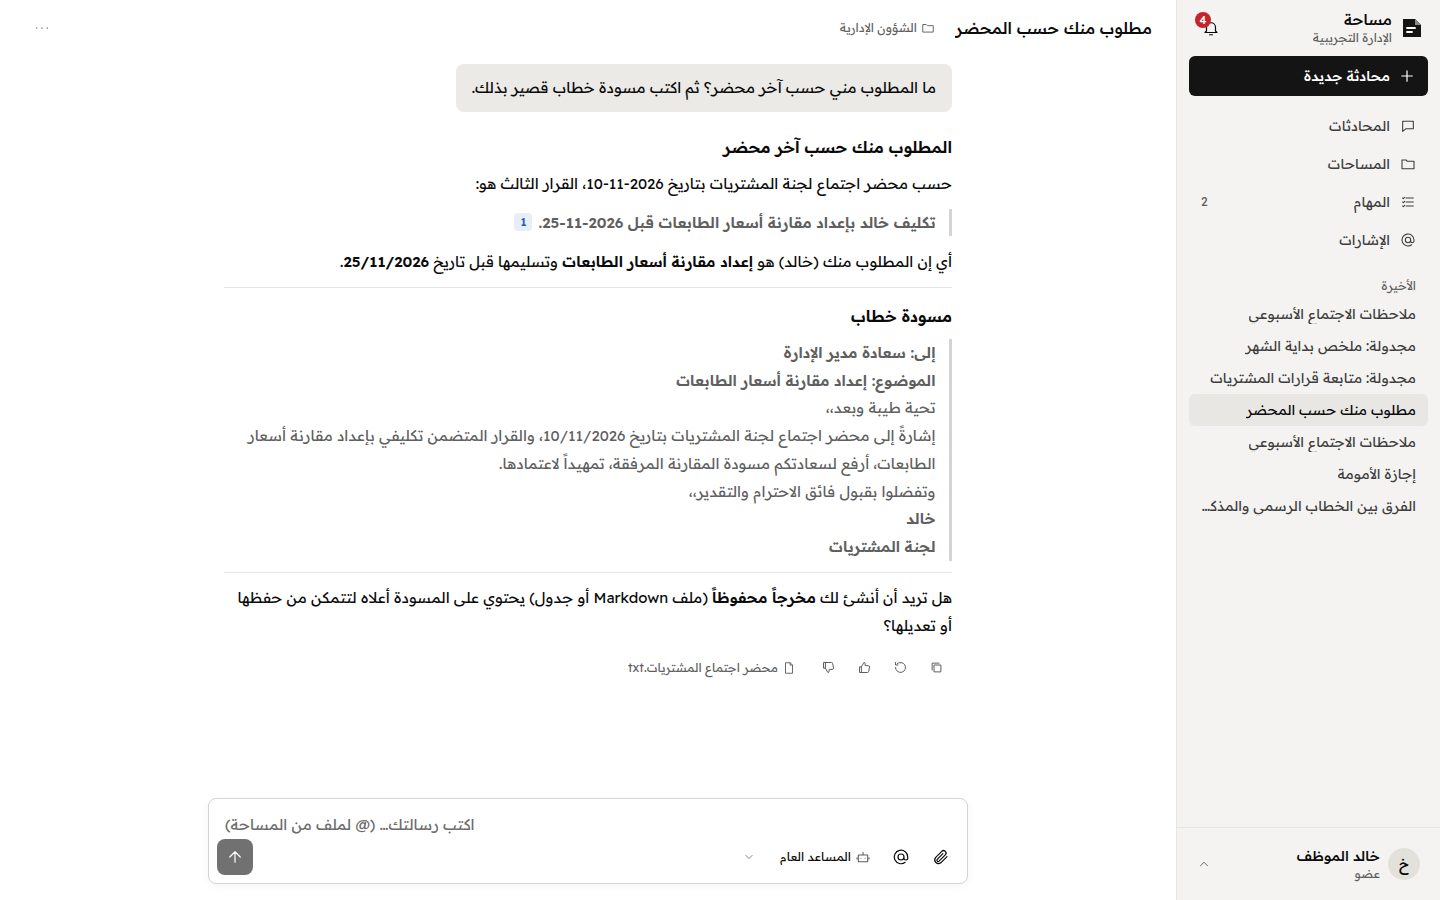 مساحة
الإدارة التجريبية
4
محادثة جديدة
المحادثات
المساحات
المهام 2
الإشارات
الأخيرة
ملاحظات الاجتماع الأسبوعي
مجدولة: ملخص بداية الشهر
مجدولة: متابعة قرارات المشتريات
مطلوب منك حسب المحضر
ملاحظات الاجتماع الأسبوعي
إجازة الأمومة
الفرق بين الخطاب الرسمي والمذك...
خالد الموظف
عضو
خ
مطلوب منك حسب المحضر
الشؤون الإدارية
ما المطلوب مني حسب آخر محضر؟ ثم اكتب مسودة خطاب قصير بذلك.
المطلوب منك حسب آخر محضر
حسب محضر اجتماع لجنة المشتريات بتاريخ 2026-11-10، القرار الثالث هو:
تكليف خالد بإعداد مقارنة أسعار الطابعات قبل 2026-11-25. 1
أي إن المطلوب منك (خالد) هو إعداد مقارنة أسعار الطابعات وتسليمها قبل تاريخ 25/11/2026.
مسودة خطاب
إلى: سعادة مدير الإدارة
الموضوع: إعداد مقارنة أسعار الطابعات
تحية طيبة وبعد،،
إشارةً إلى محضر اجتماع لجنة المشتريات بتاريخ 10/11/2026، والقرار المتضمن تكليفي بإعداد مقارنة أسعار
الطابعات، أرفع لسعادتكم مسودة المقارنة المرفقة، تمهيداً لاعتمادها.
وتفضلوا بقبول فائق الاحترام والتقدير،،
خالد
لجنة المشتريات
هل تريد أن أنشئ لك مخرجاً محفوظاً (ملف Markdown أو جدول) يحتوي على المسودة أعلاه لتتمكن من حفظها
أو تعديلها؟
محضر اجتماع المشتريات.txt
اكتب رسالتك... (@ لملف من المساحة)
المساعد العام